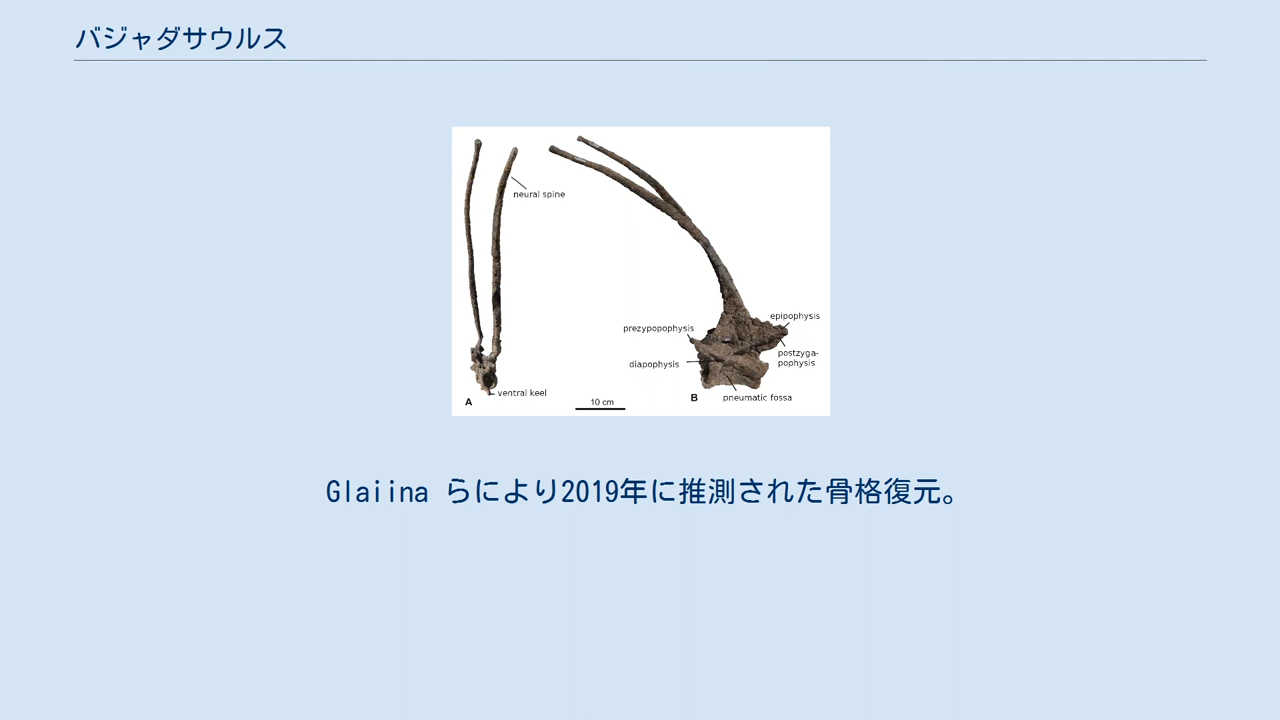 バジャダサウルス
neural spine
epipophysis
prezypopophysis
postzyga-
pophysis
diapophysis
ventral keel
pneumatic fossa
A
10 cm
B
Glaiina らにより2019年に推測された骨格復元。